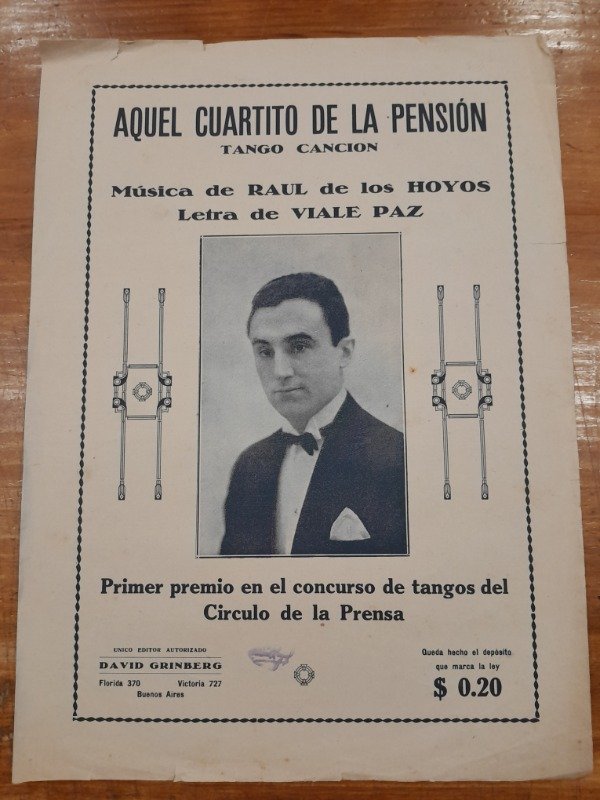 AQUEL CUARTITO DE LA PENSIÓN
TANGO CANCION
Música de RAUL de los HOYOS
Letra de VIALE PAZ
Primer premio en el concurso de tangos del
Circulo de la Prensa
UNICO EDITOR AUTORIZADO
DAVID GRINBERG
Florida 370 Victoria 727
Buenos Aires
Queda hecho el depósito
que marca la ley
$ 0.20